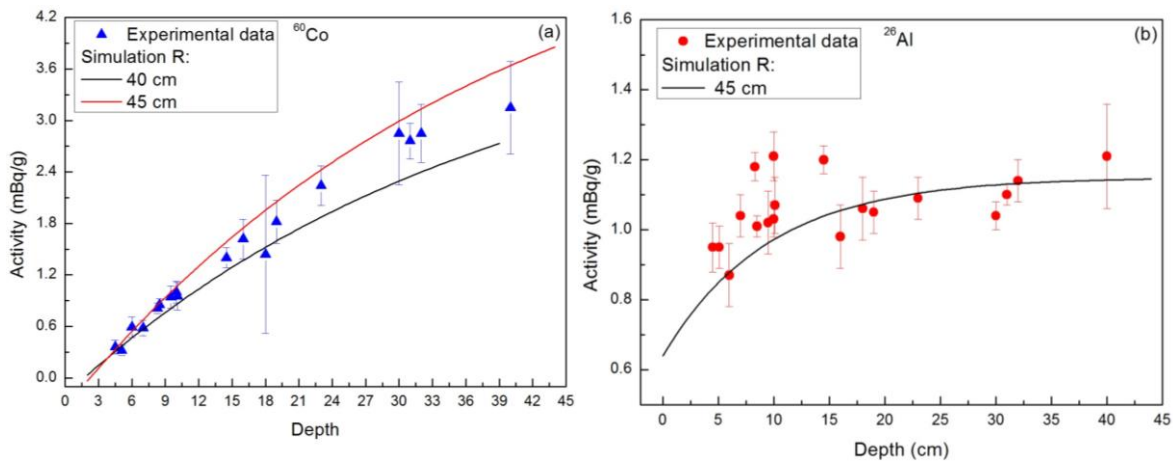 (a)
▲ Experimental data
⁶⁰Co
Simulation R:
40 cm
45 cm
Activity (mBq/g)
4.2
3.6
3.0
2.4
1.8
1.2
0.6
0.0
0 3 6 9 12 15 18 21 24 27 30 33 36 39 42 45
Depth
(b)
● Experimental data
²⁶Al
Simulation R:
45 cm
Activity (mBq/g)
1.6
1.4
1.2
1.0
0.8
0.6
0 5 10 15 20 25 30 35 40 45
Depth (cm)